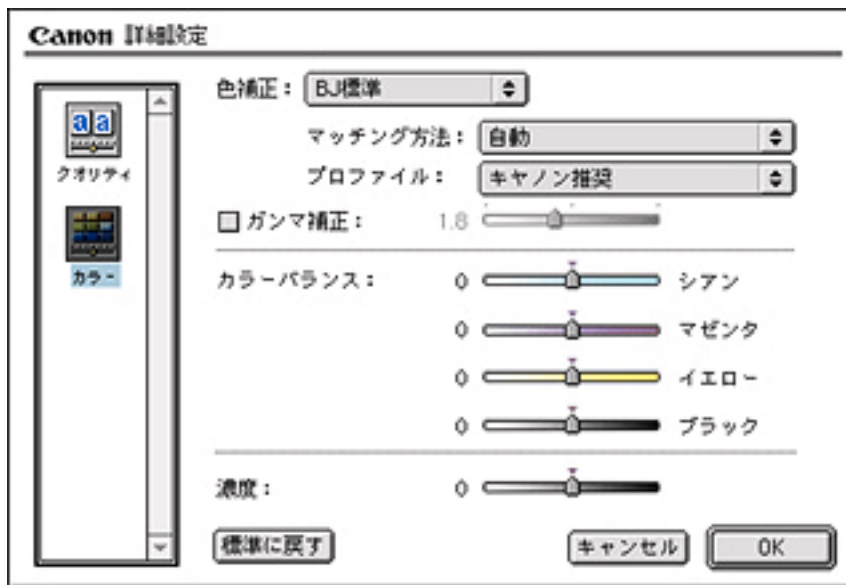 Canon 詳細設定
色補正： BJ標準
aa
クオリティ
マッチング方法： 自動
プロファイル： キヤノン推奨
ガンマ補正： 1.8
カラー
カラーバランス： 0 シアン
0 マゼンタ
0 イエロー
0 ブラック
濃度： 0
標準に戻す キャンセル OK